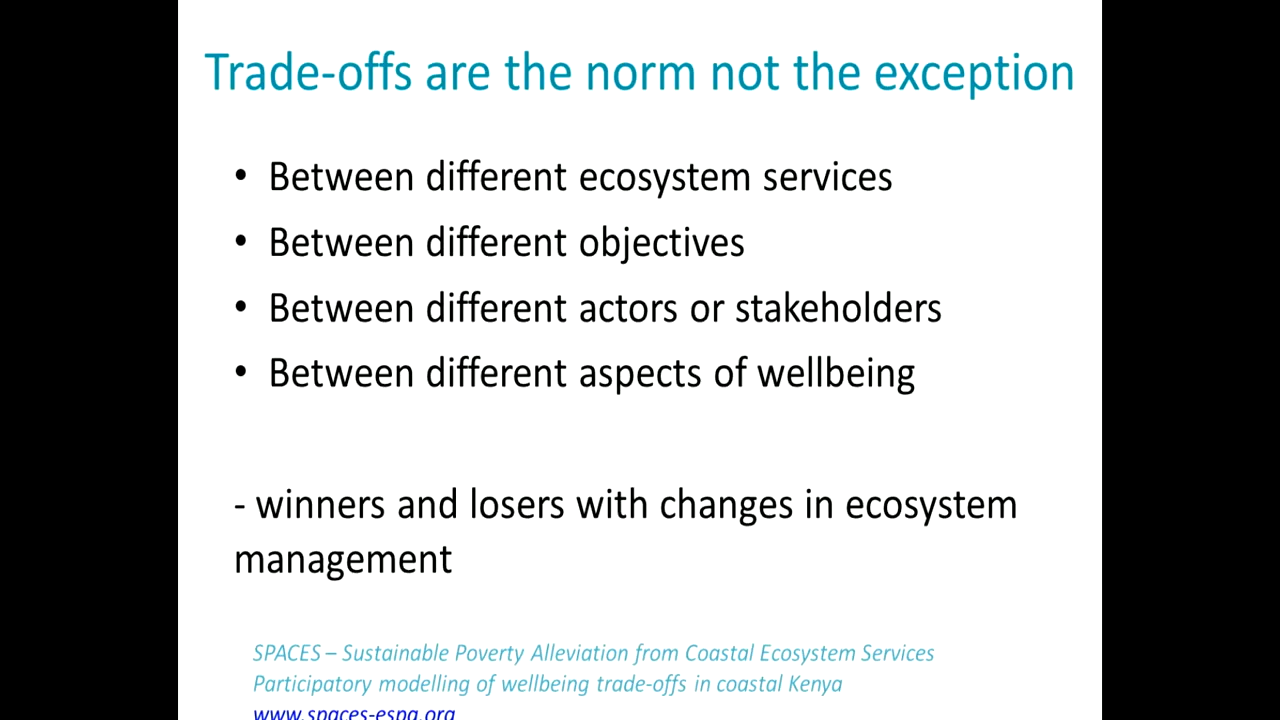 Trade-offs are the norm not the exception
• Between different ecosystem services
• Between different objectives
• Between different actors or stakeholders
• Between different aspects of wellbeing
- winners and losers with changes in ecosystem
management
SPACES – Sustainable Poverty Alleviation from Coastal Ecosystem Services
Participatory modelling of wellbeing trade-offs in coastal Kenya
www.spaces-espa.org